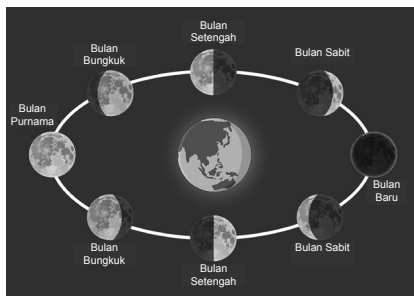 Bulan
Setengah
Bulan
Bungkuk
Bulan Sabit
Bulan
Purnama
Bulan
Baru
Bulan
Bungkuk
Bulan
Setengah
Bulan Sabit